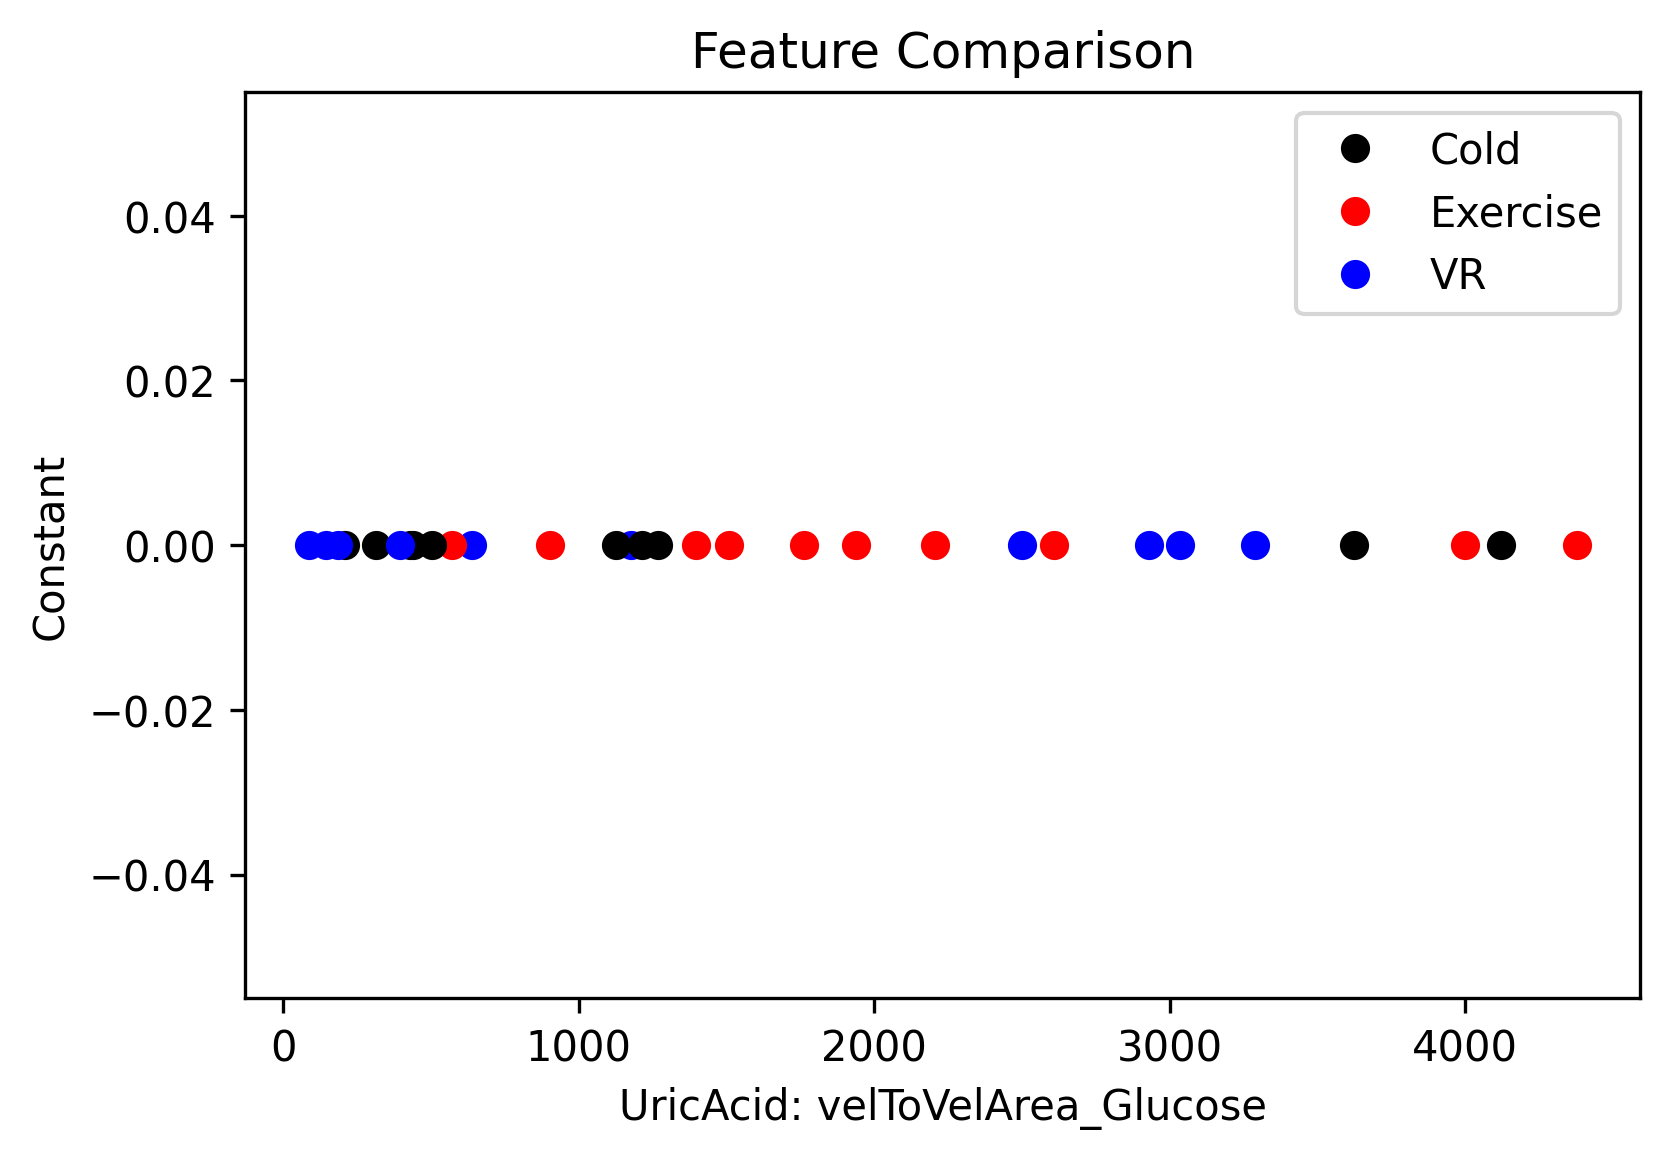 Feature Comparison
Cold
Exercise
VR
0.04
0.02
0.00
−0.02
−0.04
Constant
0 1000 2000 3000 4000
UricAcid: velToVelArea_Glucose